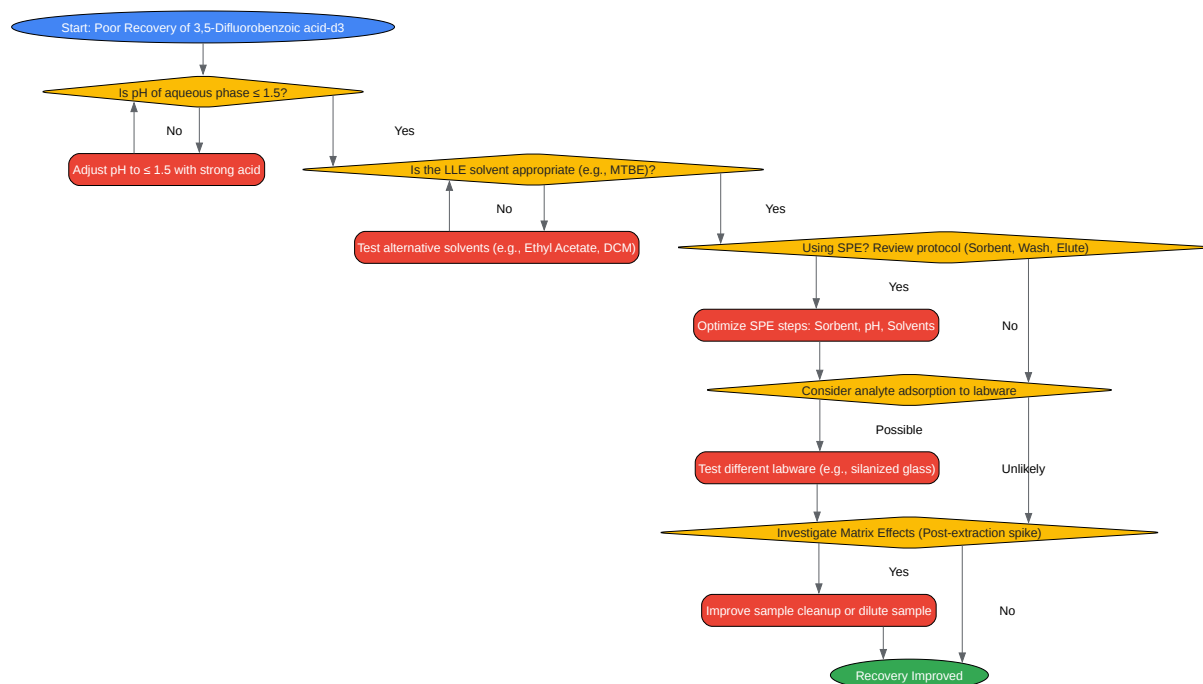 Start: Poor Recovery of 3,5-Difluorobenzoic acid-d3
Is pH of aqueous phase ≤ 1.5?
No
Yes
Adjust pH to ≤ 1.5 with strong acid
Is the LLE solvent appropriate (e.g., MTBE)?
No
Yes
Test alternative solvents (e.g., Ethyl Acetate, DCM)
Using SPE? Review protocol (Sorbent, Wash, Elute)
Yes
Optimize SPE steps: Sorbent, pH, Solvents
No
Consider analyte adsorption to labware
Possible
Test different labware (e.g., silanized glass)
Unlikely
Investigate Matrix Effects (Post-extraction spike)
Yes
Improve sample cleanup or dilute sample
No
Recovery Improved